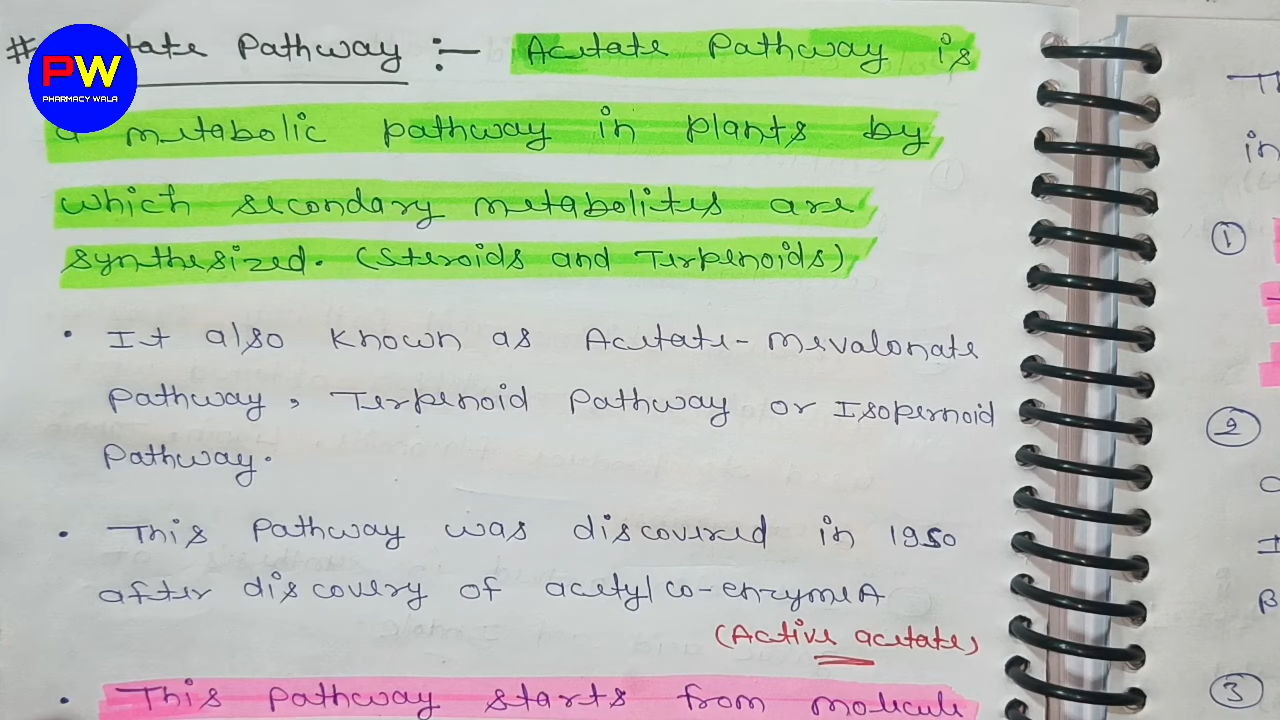 # tate Pathway :- Acetate Pathway is
PW
PHARMACY WALA
a metabolic pathway in plants by
which secondary metabolites are
synthesized. (Steroids and Terpenoids)
• It also known as Acetate-mevalonate
Pathway, Terpenoid Pathway or Isopernoid
Pathway.
• This Pathway was discovered in 1950
after discovery of acetyl co-enzyme A
(Active acetate)
• This pathway starts from molecule
Th
in
①
②
C
I
B
③